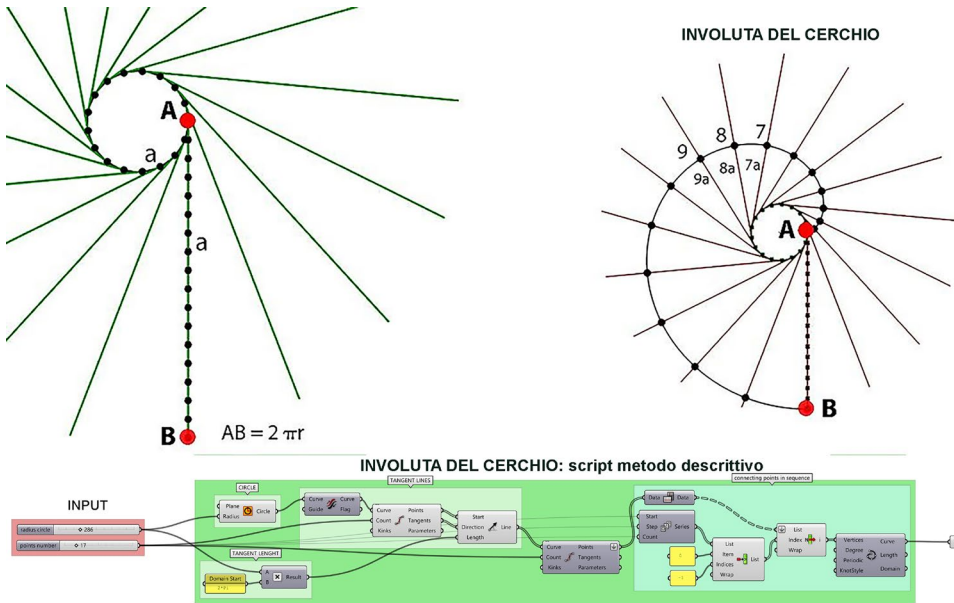 INVOLUTA DEL CERCHIO
A
a
a
B
AB = 2 πr
9
8
7
9a
8a
7a
A
B
INVOLUTA DEL CERCHIO: script metodo descrittivo
INPUT
radius circle
286
points number
17
CIRCLE
Plane
Radius
Circle
TANGENT LENGHT
Domain Start
A
B
Result
TANGENT LINES
Curve
Guide
Curve
Flag
Curve
Count
Kinks
Points
Tangents
Parameters
Start
Direction
Length
Line
Curve
Count
Kinks
Points
Tangents
Parameters
connecting points in sequence
Data
Data
Start
Step
Count
Series
List
Item
Indices
Wrap
List
List
Index
Wrap
i
Vertices
Degree
Periodic
KnotStyle
Curve
Length
Domain